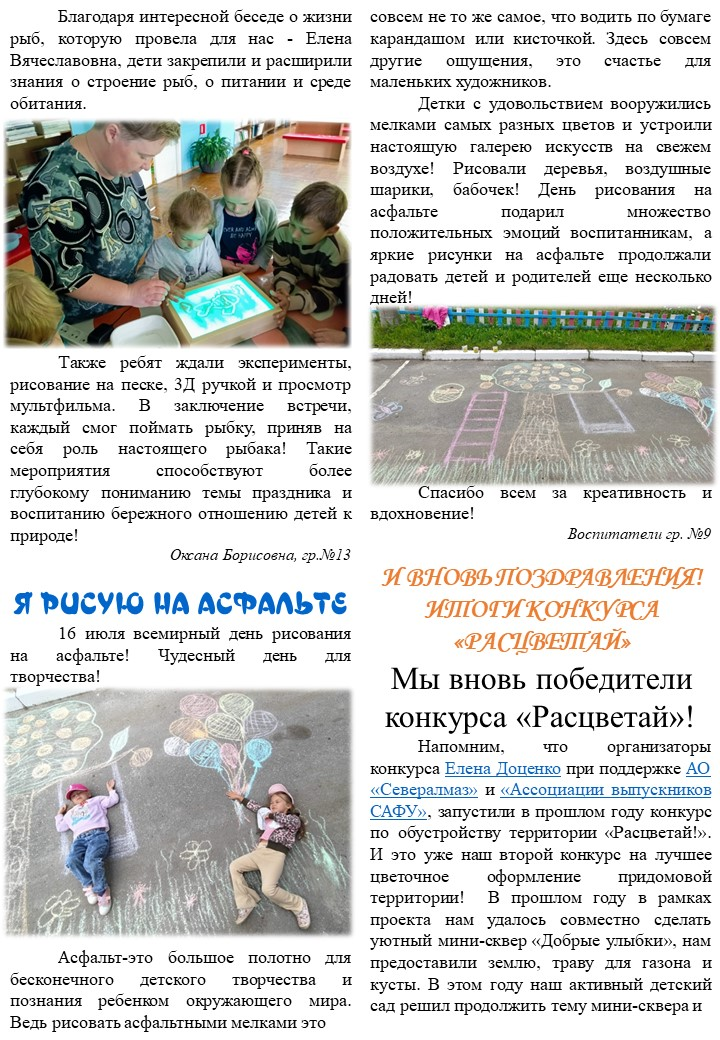 Благодаря интересной беседе о жизни
рыб, которую провела для нас - Елена
Вячеславовна, дети закрепили и расширили
знания о строение рыб, о питании и среде
обитания.
Также ребят ждали эксперименты,
рисование на песке, 3Д ручкой и просмотр
мультфильма. В заключение встречи,
каждый смог поймать рыбку, приняв на
себя роль настоящего рыбака! Такие
мероприятия способствуют более
глубокому пониманию темы праздника и
воспитанию бережного отношению детей к
природе!
Оксана Борисовна, гр.№13
Я РИСУЮ НА АСФАЛЬТЕ
16 июля всемирный день рисования
на асфальте! Чудесный день для
творчества!
Асфальт-это большое полотно для
бесконечного детского творчества и
познания ребенком окружающего мира.
Ведь рисовать асфальтными мелками это
совсем не то же самое, что водить по бумаге
карандашом или кисточкой. Здесь совсем
другие ощущения, это счастье для
маленьких художников.
Детки с удовольствием вооружились
мелками самых разных цветов и устроили
настоящую галерею искусств на свежем
воздухе! Рисовали деревья, воздушные
шарики, бабочек! День рисования на
асфальте подарил множество
положительных эмоций воспитанникам, а
яркие рисунки на асфальте продолжали
радовать детей и родителей еще несколько
дней!
Спасибо всем за креативность и
вдохновение!
Воспитатели гр. №9
И ВНОВЬ ПОЗДРАВЛЕНИЯ!
ИТОГИ КОНКУРСА
«РАСЦВЕТАЙ»
Мы вновь победители
конкурса «Расцветай»!
Напомним, что организаторы
конкурса Елена Доценко при поддержке АО
«Севералмаз» и «Ассоциации выпускников
САФУ», запустили в прошлом году конкурс
по обустройству территории «Расцветай!».
И это уже наш второй конкурс на лучшее
цветочное оформление придомовой
территории! В прошлом году в рамках
проекта нам удалось совместно сделать
уютный мини-сквер «Добрые улыбки», нам
предоставили землю, траву для газона и
кусты. В этом году наш активный детский
сад решил продолжить тему мини-сквера и